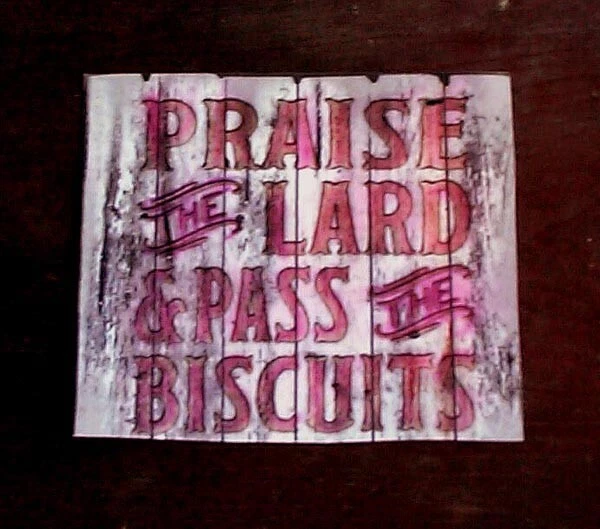 PRAISE
THE LARD
& PASS THE
BISCUITS